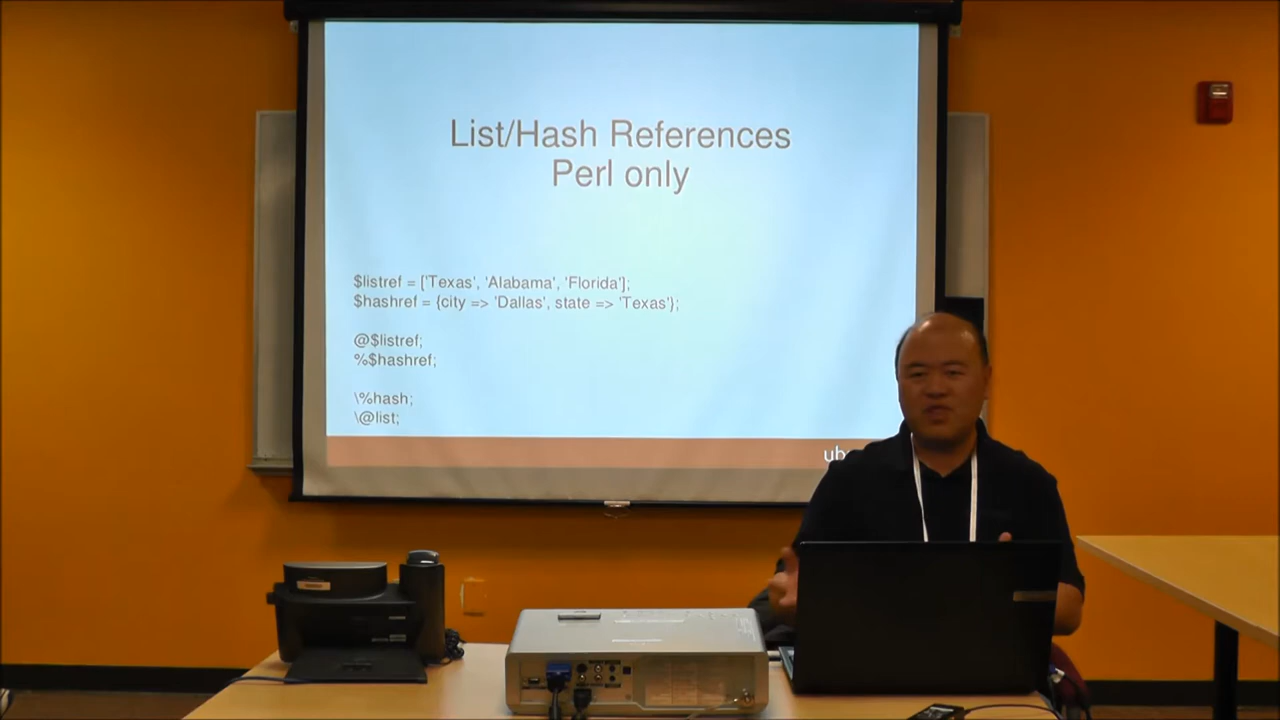 List/Hash References
Perl only
$listref = ['Texas', 'Alabama', 'Florida'];
$hashref = {city => 'Dallas', state => 'Texas'};
@$listref;
%$hashref;
\%hash;
\@list;